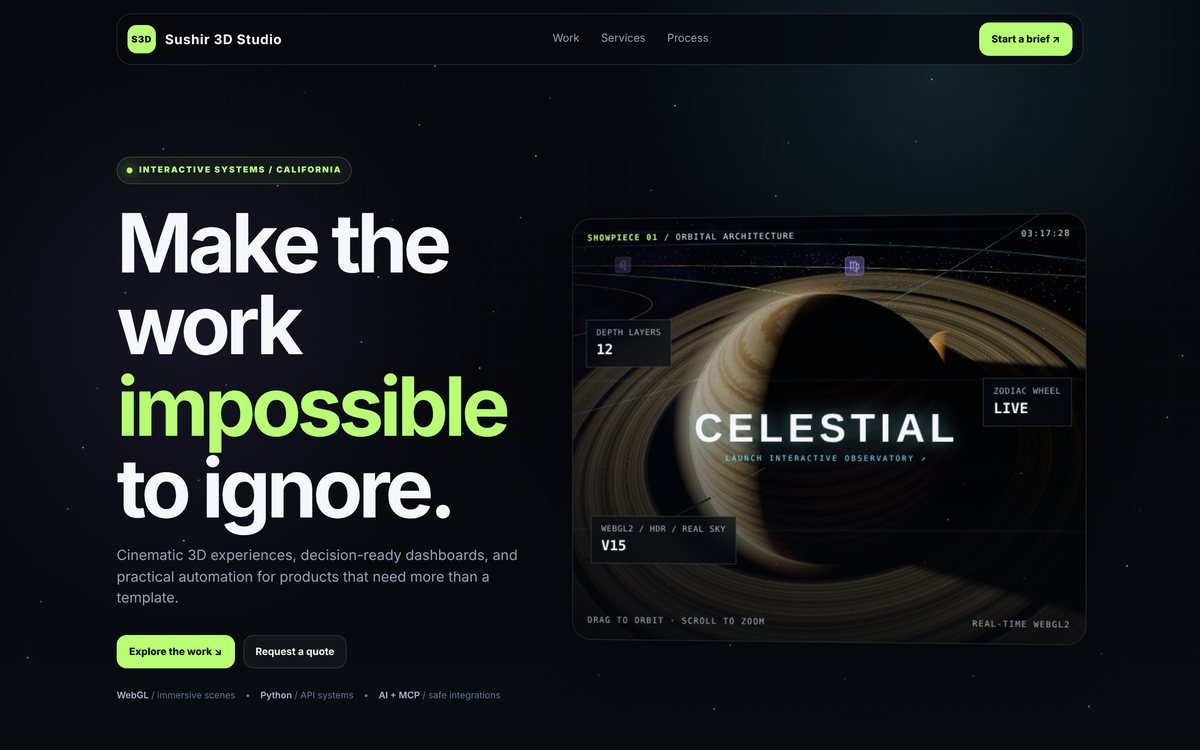 S3D Sushir 3D Studio
Work Services Process
Start a brief ↗
INTERACTIVE SYSTEMS / CALIFORNIA
Make the
work
impossible
to ignore.
Cinematic 3D experiences, decision-ready dashboards, and
practical automation for products that need more than a
template.
Explore the work ↘
Request a quote
WebGL / immersive scenes • Python / API systems • AI + MCP / safe integrations
SHOWPIECE 01 / ORBITAL ARCHITECTURE
03:17:28
♌ ♍
DEPTH LAYERS
12
ZODIAC WHEEL
LIVE
CELESTIAL
LAUNCH INTERACTIVE OBSERVATORY ↗
WEBGL2 / HDR / REAL SKY
V15
DRAG TO ORBIT · SCROLL TO ZOOM
REAL-TIME WEBGL2